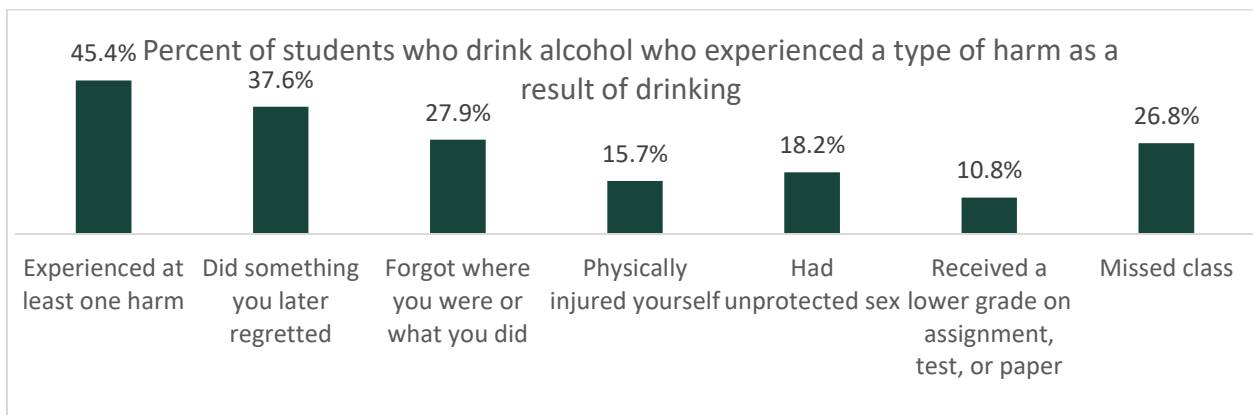 Percent of students who drink alcohol who experienced a type of harm as a
result of drinking
45.4%
37.6%
27.9%
15.7%
18.2%
10.8%
26.8%
Experienced at
least one harm
Did something
you later
regretted
Forgot where
you were or
what you did
Physically
injured yourself
Had
unprotected sex
Received a
lower grade on
assignment,
test, or paper
Missed class